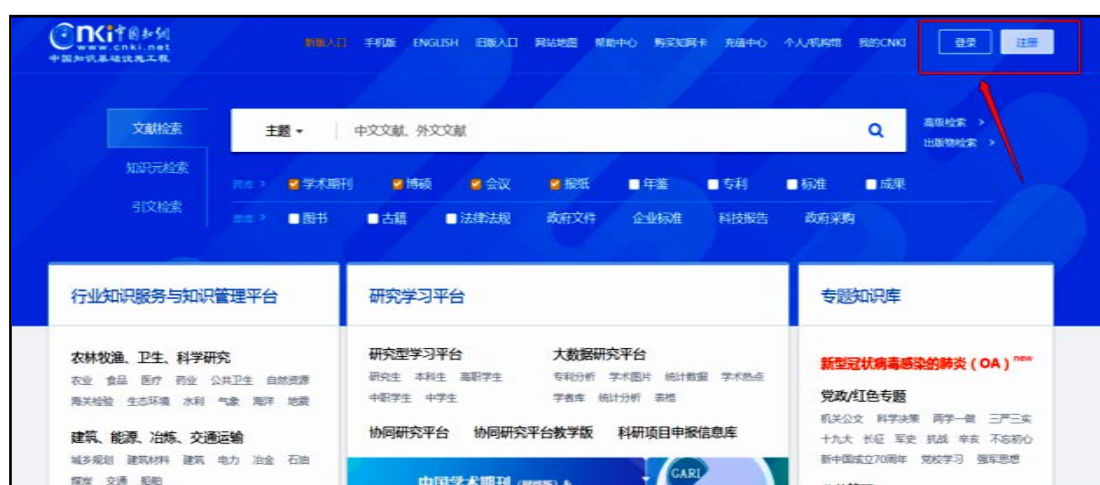 cnki中国知网
www.cnki.net
中国知识基础设施工程
新版入口 手机版 ENGLISH 旧版入口 网站地图 帮助中心 购买知网卡 充值中心 个人/机构馆 我的CNKI 登录 注册
文献检索 主题 中文文献、外文文献 高级检索 >
出版物检索 >
知识元检索
跨库 > 学术期刊 博硕 会议 报纸 年鉴 专利 标准 成果
引文检索
单库 > 图书 古籍 法律法规 政府文件 企业标准 科技报告 政府采购
行业知识服务与知识管理平台
农林牧渔、卫生、科学研究
农业 食品 医疗 药业 公共卫生 自然资源
海关检验 生态环境 水利 气象 海洋 地震
建筑、能源、冶炼、交通运输
城乡规划 建筑材料 建筑 电力 冶金 石油
煤炭 交通 船舶
研究学习平台
研究型学习平台
研究生 本科生 高职学生
中职学生 中学生
大数据研究平台
专利分析 学术图片 统计数据 学术热点
学者库 统计分析 表格
协同研究平台 协同研究平台教学版 科研项目申报信息库
中国学术期刊（网络版）&
CARI
专题知识库
新型冠状病毒感染的肺炎（OA）new
党政/红色专题
机关公文 科学决策 两学一做 三严三实
十九大 长征 军史 抗战 辛亥 不忘初心
新中国成立70周年 党校学习 强军思想